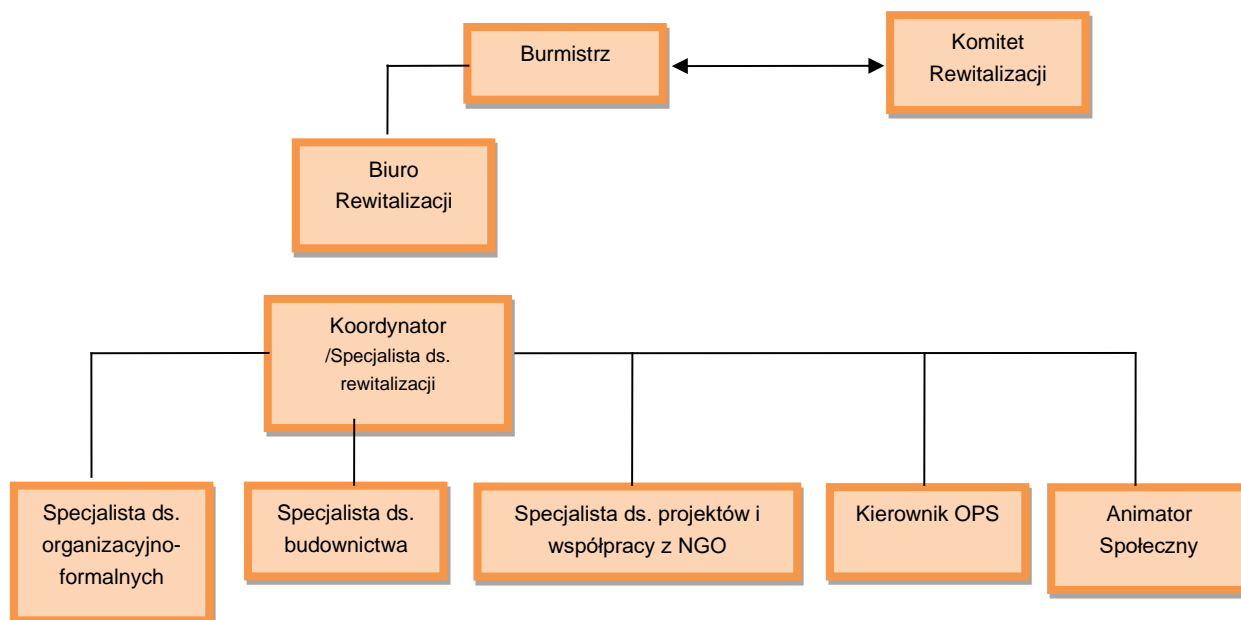 Burmistrz
Komitet
Rewitalizacji
Biuro
Rewitalizacji
Koordynator
/Specjalista ds.
rewitalizacji
Specjalista ds.
organizacyjno-
formalnych
Specjalista ds.
budownictwa
Specjalista ds. projektów i
współpracy z NGO
Kierownik OPS
Animator
Społeczny